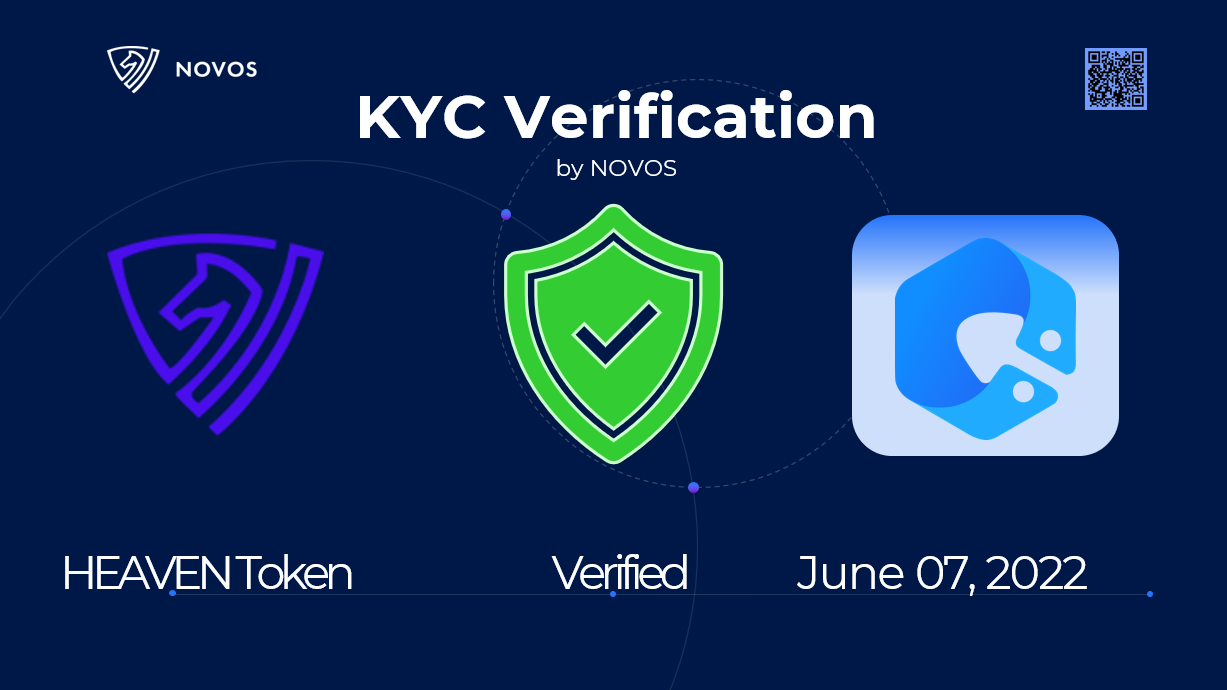 NOVOS
KYC Verification
by NOVOS
HEAVEN Token
Verified
June 07, 2022